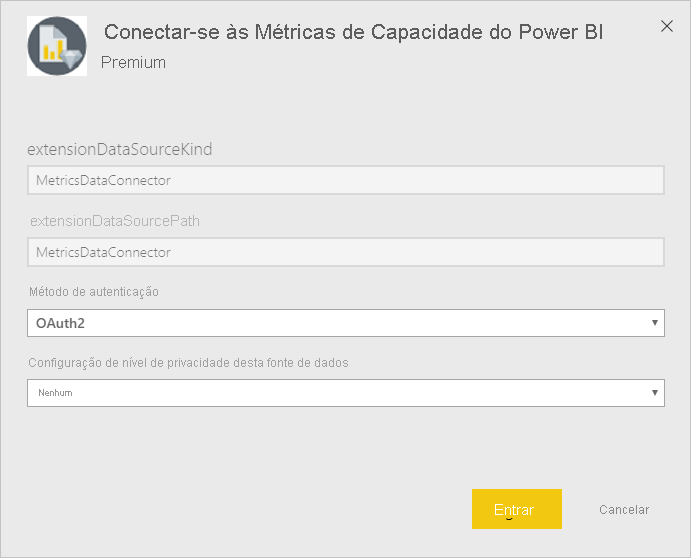 Conectar-se às Métricas de Capacidade do Power BI
Premium
extensionDataSourceKind
MetricsDataConnector
extensionDataSourcePath
MetricsDataConnector
Método de autenticação
OAuth2
Configuração de nível de privacidade desta fonte de dados
Nenhum
Entrar
Cancelar